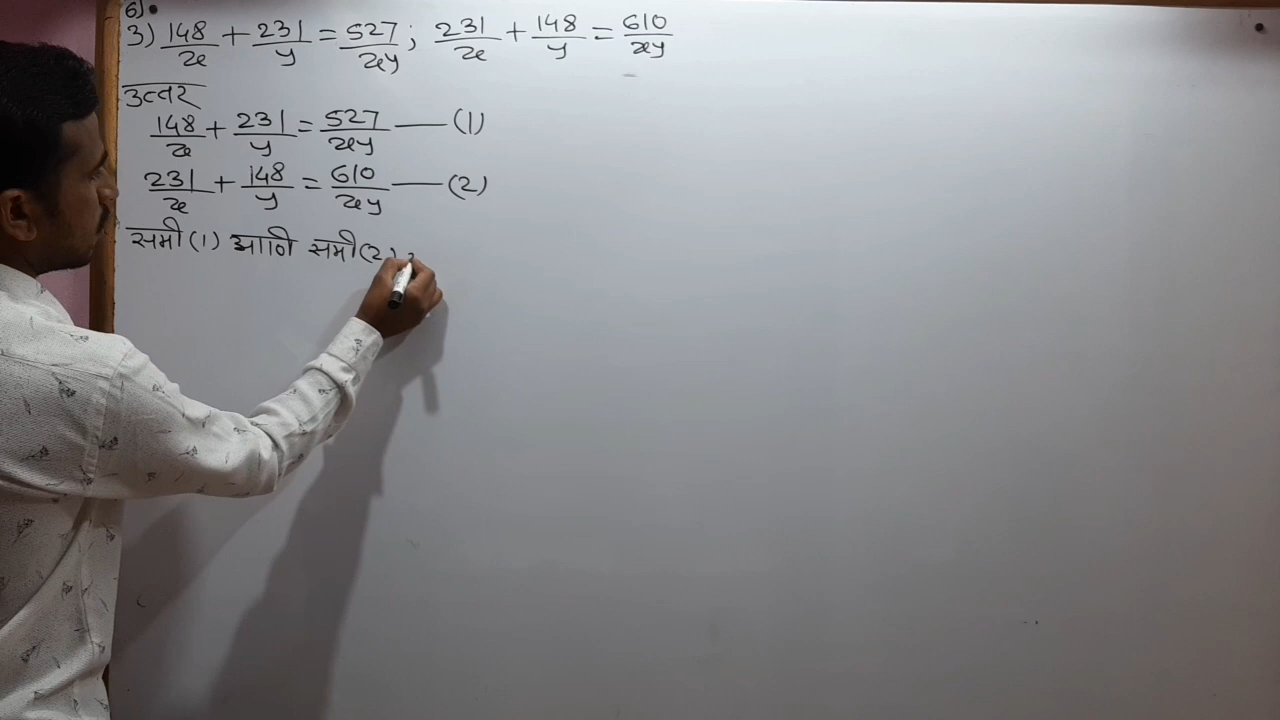 6)
3) 148/x + 231/y = 527/xy ; 231/x + 148/y = 610/xy
उत्तर
148/x + 231/y = 527/xy — (1)
231/x + 148/y = 610/xy — (2)
समी (1) आणि समी (2)